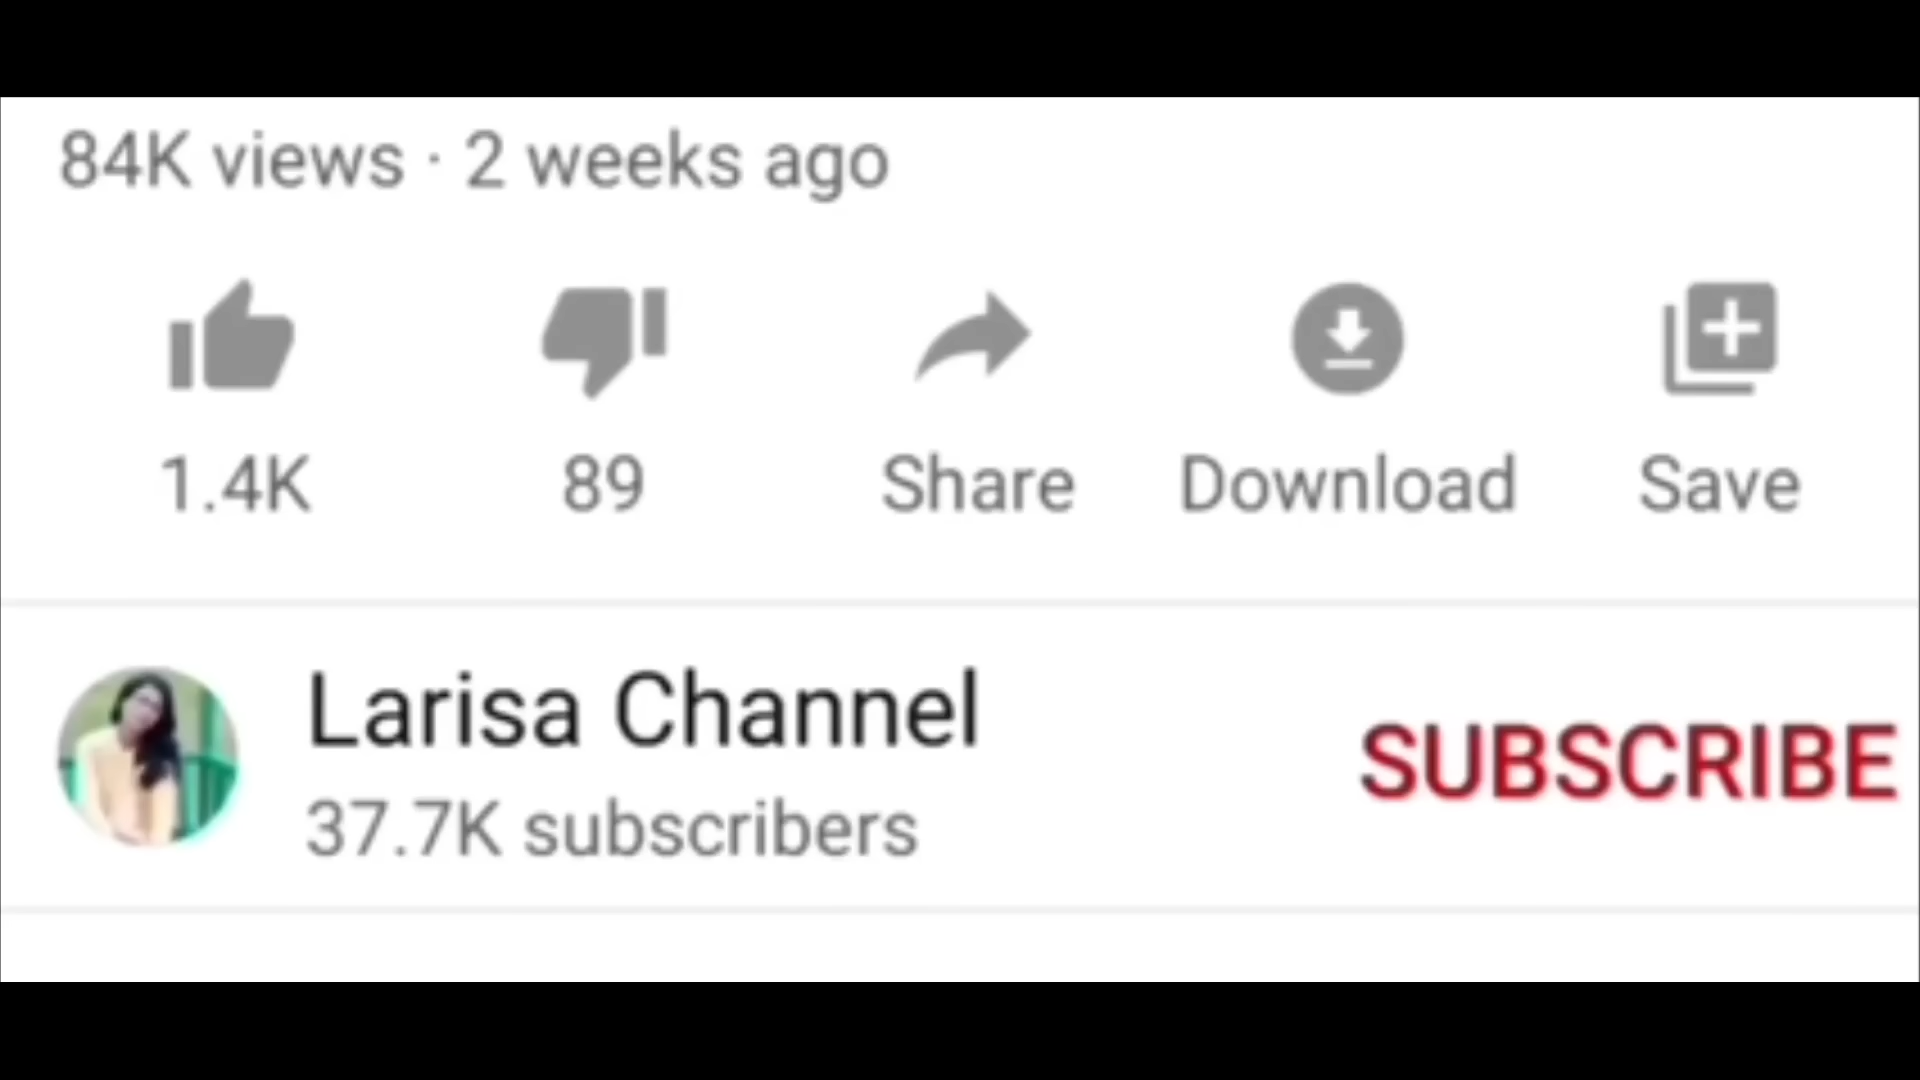 84K views · 2 weeks ago
1.4K 89 Share Download Save
Larisa Channel
SUBSCRIBE
37.7K subscribers